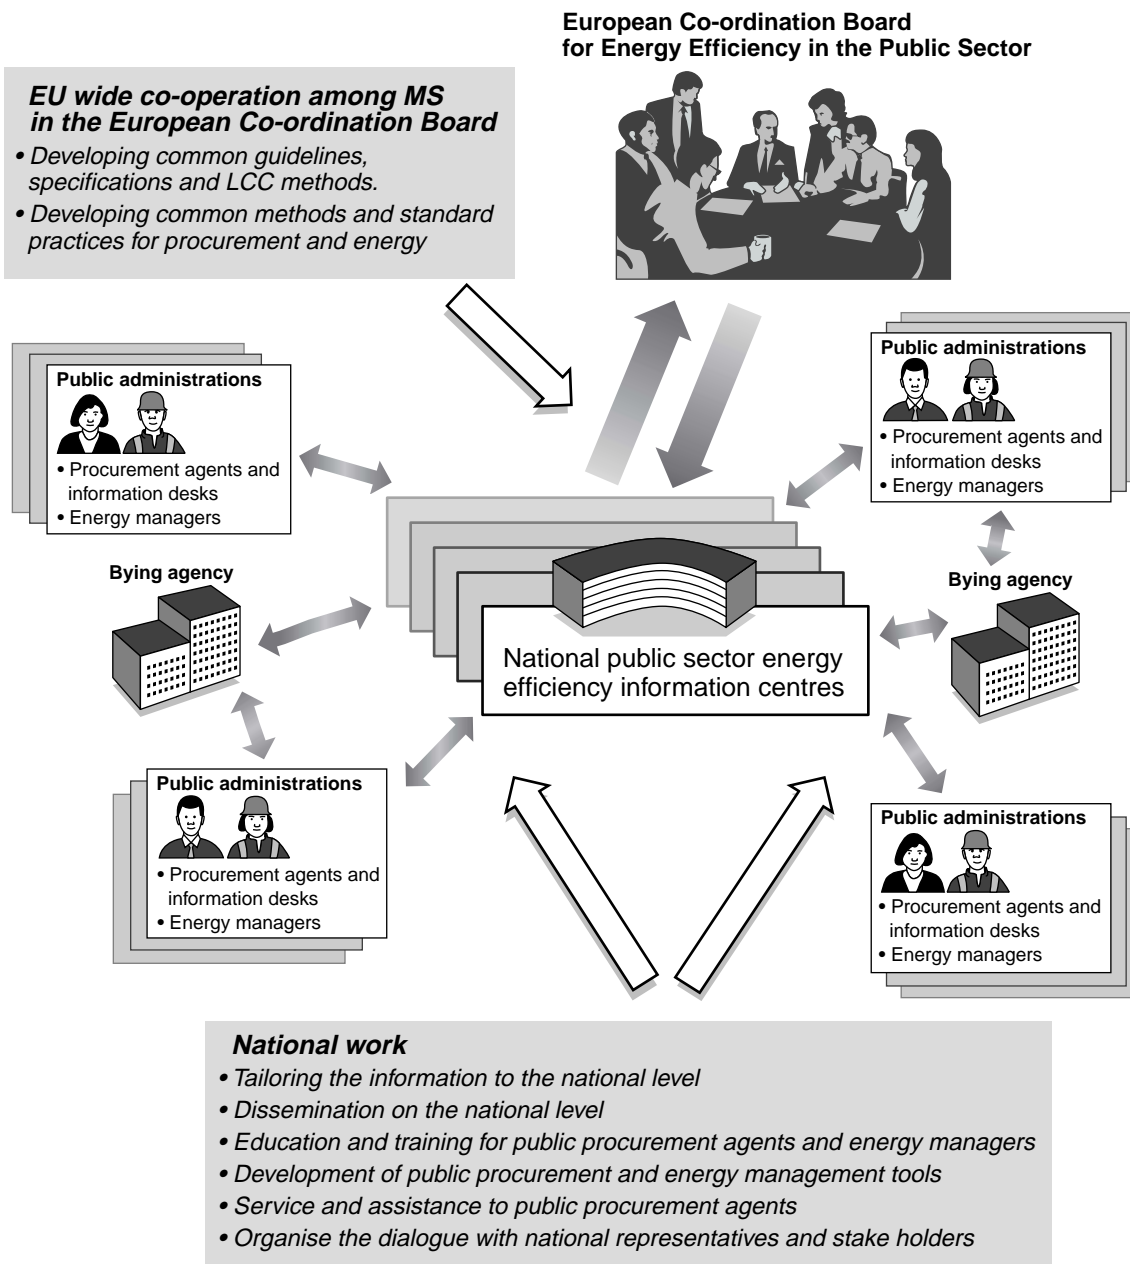 European Co-ordination Board
for Energy Efficiency in the Public Sector
EU wide co-operation among MS
in the European Co-ordination Board
• Developing common guidelines,
specifications and LCC methods.
• Developing common methods and standard
practices for procurement and energy
Public administrations
• Procurement agents and
information desks
• Energy managers
Public administrations
• Procurement agents and
information desks
• Energy managers
Bying agency
Bying agency
National public sector energy
efficiency information centres
Public administrations
• Procurement agents and
information desks
• Energy managers
Public administrations
• Procurement agents and
information desks
• Energy managers
National work
• Tailoring the information to the national level
• Dissemination on the national level
• Education and training for public procurement agents and energy managers
• Development of public procurement and energy management tools
• Service and assistance to public procurement agents
• Organise the dialogue with national representatives and stake holders